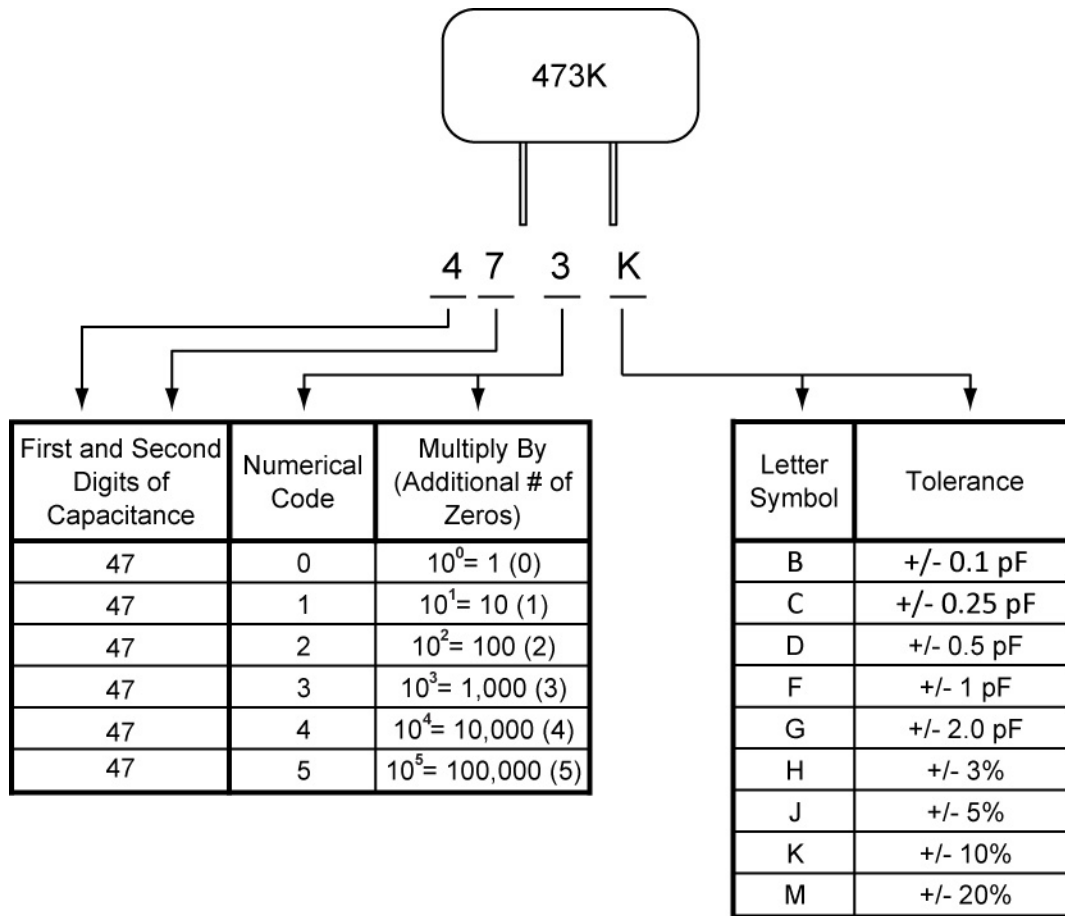 473K
4 7 3 K
First and Second
Digits of
Capacitance
Numerical
Code
Multiply By
(Additional # of
Zeros)
47 0 10⁰= 1 (0)
47 1 10¹= 10 (1)
47 2 10²= 100 (2)
47 3 10³= 1,000 (3)
47 4 10⁴= 10,000 (4)
47 5 10⁵= 100,000 (5)
Letter
Symbol
Tolerance
B +/- 0.1 pF
C +/- 0.25 pF
D +/- 0.5 pF
F +/- 1 pF
G +/- 2.0 pF
H +/- 3%
J +/- 5%
K +/- 10%
M +/- 20%